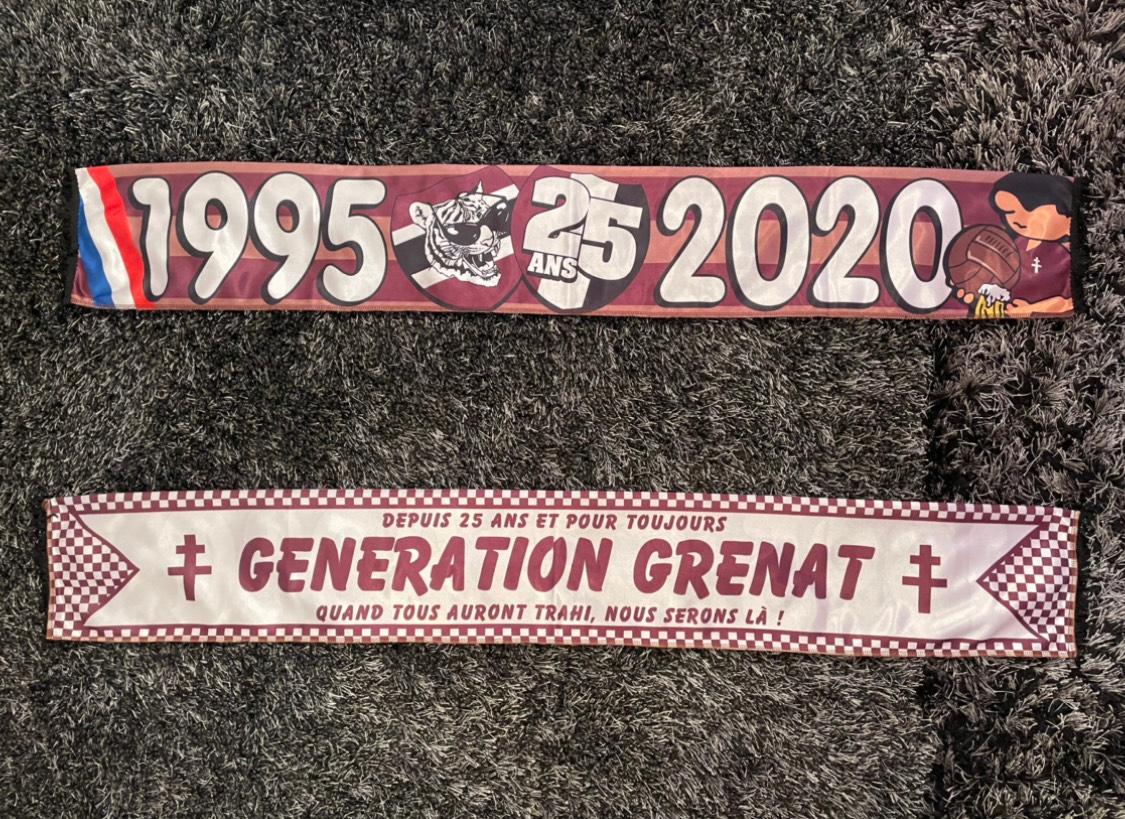 1995
25
ANS
2020
DEPUIS 25 ANS ET POUR TOUJOURS
GENERATION GRENAT
QUAND TOUS AURONT TRAHI, NOUS SERONS LÀ !